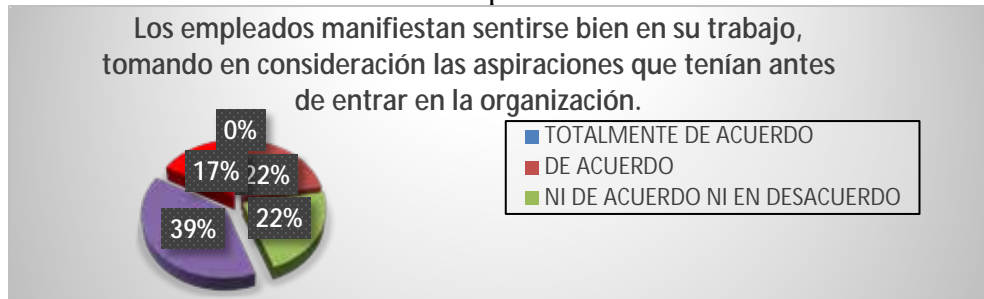 Los empleados manifiestan sentirse bien en su trabajo,
tomando en consideración las aspiraciones que tenían antes
de entrar en la organización.
0%
17% 22%
39% 22%
TOTALMENTE DE ACUERDO
DE ACUERDO
NI DE ACUERDO NI EN DESACUERDO